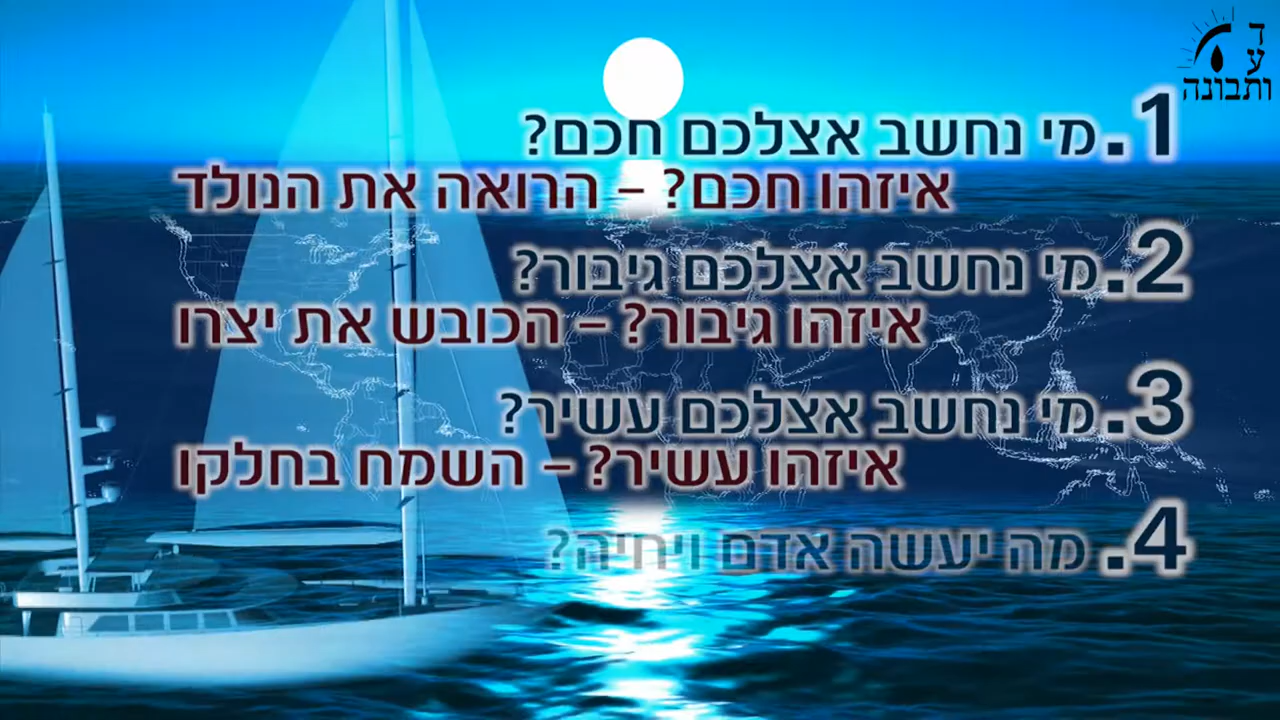 דעת
ותבונה
1. מי נחשב אצלכם חכם?
איזהו חכם? – הרואה את הנולד
2. מי נחשב אצלכם גיבור?
איזהו גיבור? – הכובש את יצרו
3. מי נחשב אצלכם עשיר?
איזהו עשיר? – השמח בחלקו
4. מה יעשה אדם ויחיה?